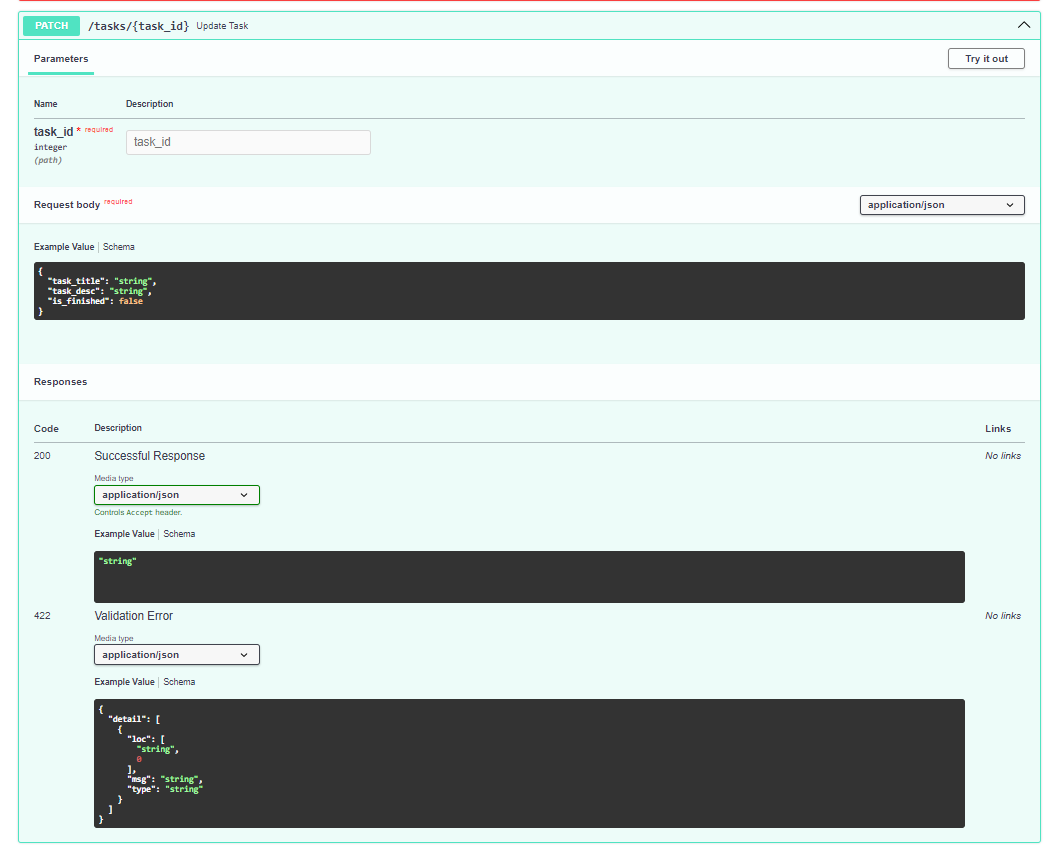 PATCH /tasks/{task_id} Update Task
Parameters
Try it out
Name Description
task_id * required
integer
(path)
task_id
Request body required
application/json
Example Value | Schema
{
  "task_title": "string",
  "task_desc": "string",
  "is_finished": false
}
Responses
Code Description Links
200 Successful Response No links
Media type
application/json
Controls Accept header.
Example Value | Schema
"string"
422 Validation Error No links
Media type
application/json
Example Value | Schema
{
  "detail": [
    {
      "loc": [
        "string",
        0
      ],
      "msg": "string",
      "type": "string"
    }
  ]
}